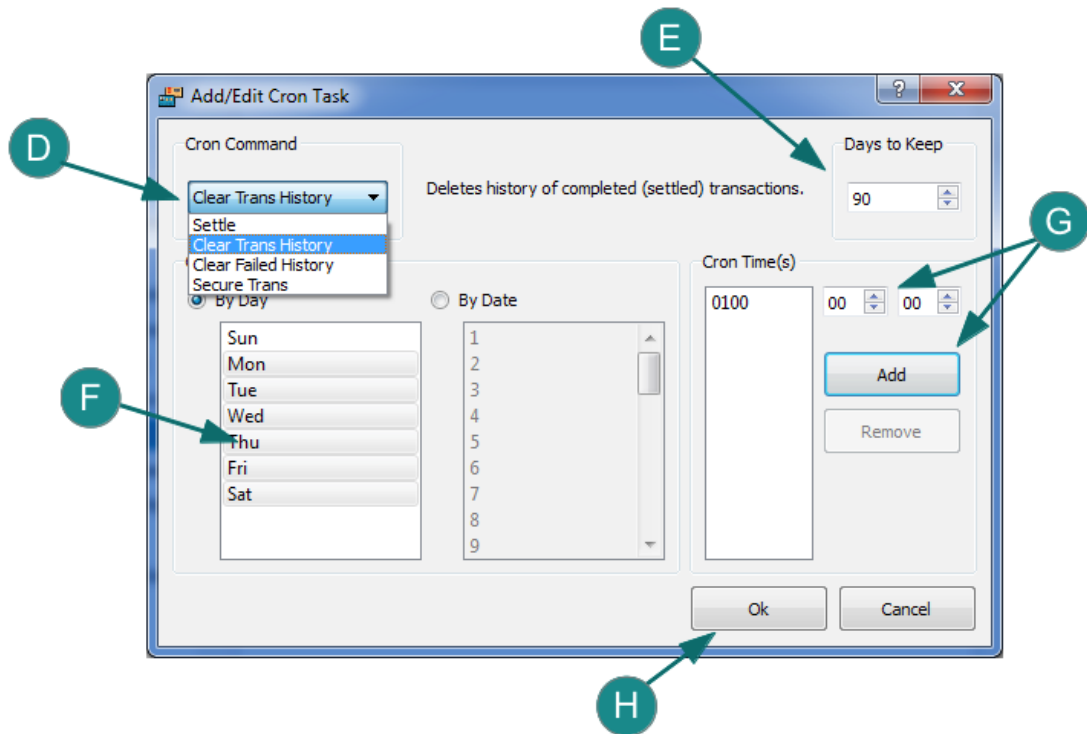 E
Add/Edit Cron Task
?
D
Cron Command
Days to Keep
Clear Trans History
Deletes history of completed (settled) transactions.
90
Settle
Clear Trans History
Clear Failed History
Secure Trans
G
Cron Time(s)
By Day
By Date
0100
00
00
Sun
Mon
Tue
Wed
Thu
Fri
Sat
1
2
3
4
5
6
7
8
9
Add
Remove
F
Ok
Cancel
H